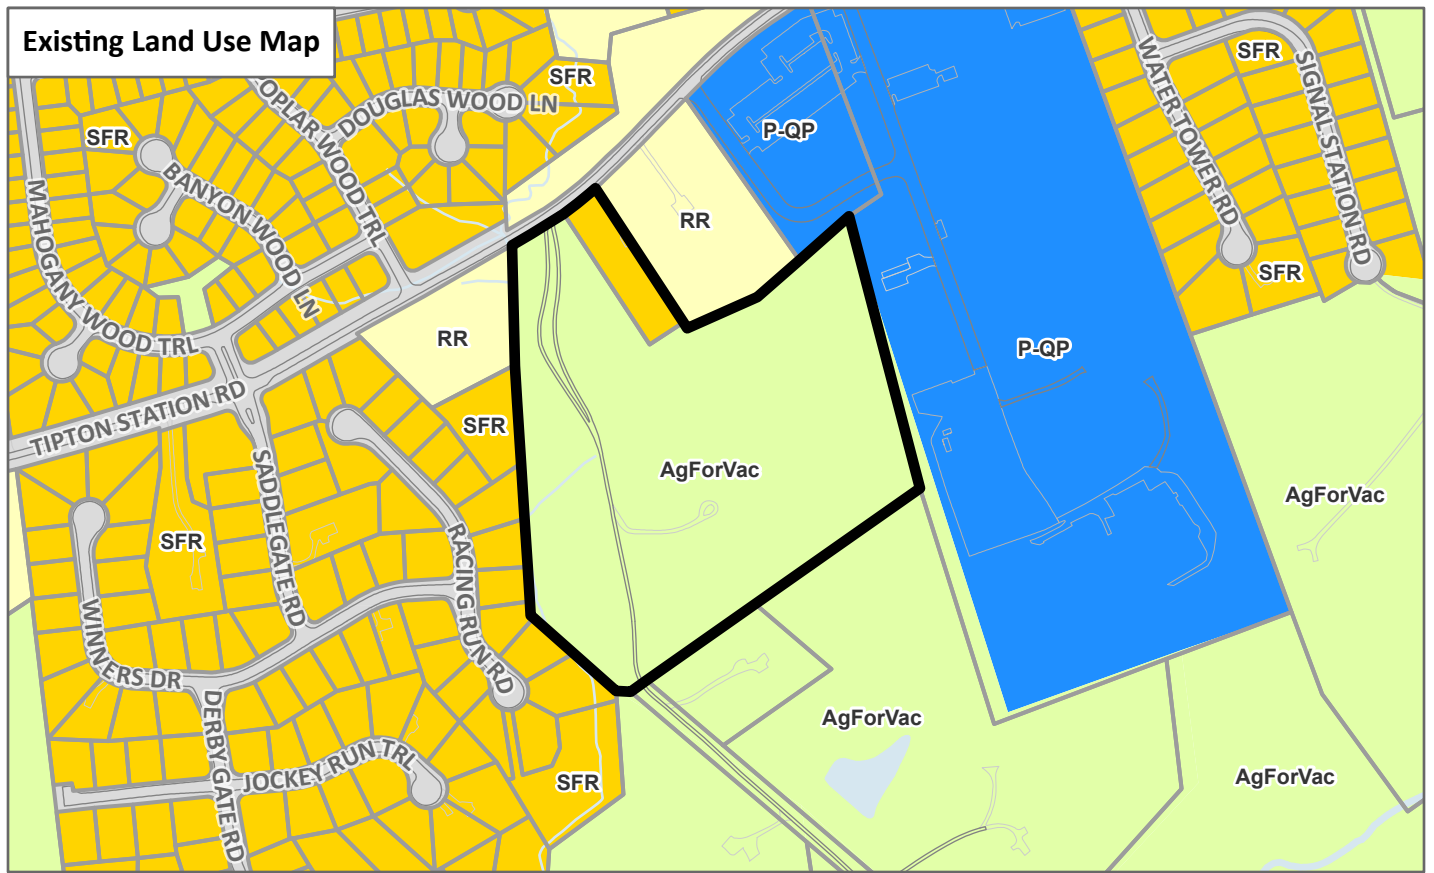 Existing Land Use Map
SFR
SFR
SFR
OPLAR WOOD TRL
DOUGLAS WOOD LN
BANYON WOOD LN
MAHOGANY WOOD TRL
P-QP
WATER TOWER RD
SIGNAL STATION RD
RR
SFR
RR
P-QP
TIPTON STATION RD
SFR
AgForVac
SADDLEGATE RD
AgForVac
SFR
RACING RUN RD
WINNERS DR
DERBY GATE RD
AgForVac
JOCKEY RUN TRL
SFR
AgForVac